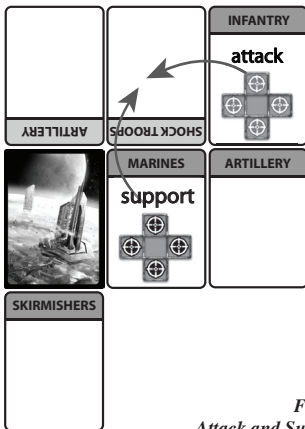 INFANTRY
attack
ARTILLERY
SHOCK TROOPS
MARINES
ARTILLERY
support
SKIRMISHERS
F
Attack and Su